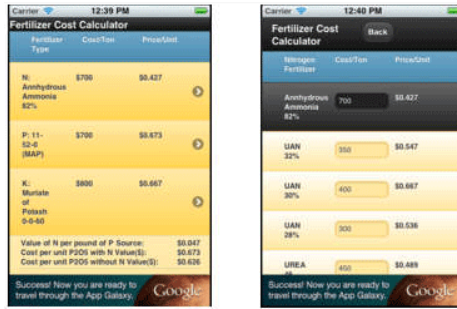 Carrier 12:39 PM
Fertilizer Cost Calculator
Fertilizer Cost/Ton Price/Unit
Type
N: $700 $0.427
Annhydrous
Ammonia
82%
P: 11- $700 $0.673
52-0
(MAP)
K: $800 $0.667
Muriate
of
Potash
0-0-60
Value of N per pound of P Source: $0.047
Cost per unit P2O5 with N Value($): $0.673
Cost per unit P2O5 without N Value($): $0.626
Success! Now you are ready to
travel through the App Galaxy.
Google
Carrier 12:40 PM
Fertilizer Cost
Calculator
Back
Nitrogen Cost/Ton Price/Unit
Fertilizer
Annhydrous 700 $0.427
Ammonia
82%
UAN 350 $0.547
32%
UAN 400 $0.667
30%
UAN 300 $0.536
28%
UREA 450 $0.489
Success! Now you are ready to
travel through the App Galaxy.
Google